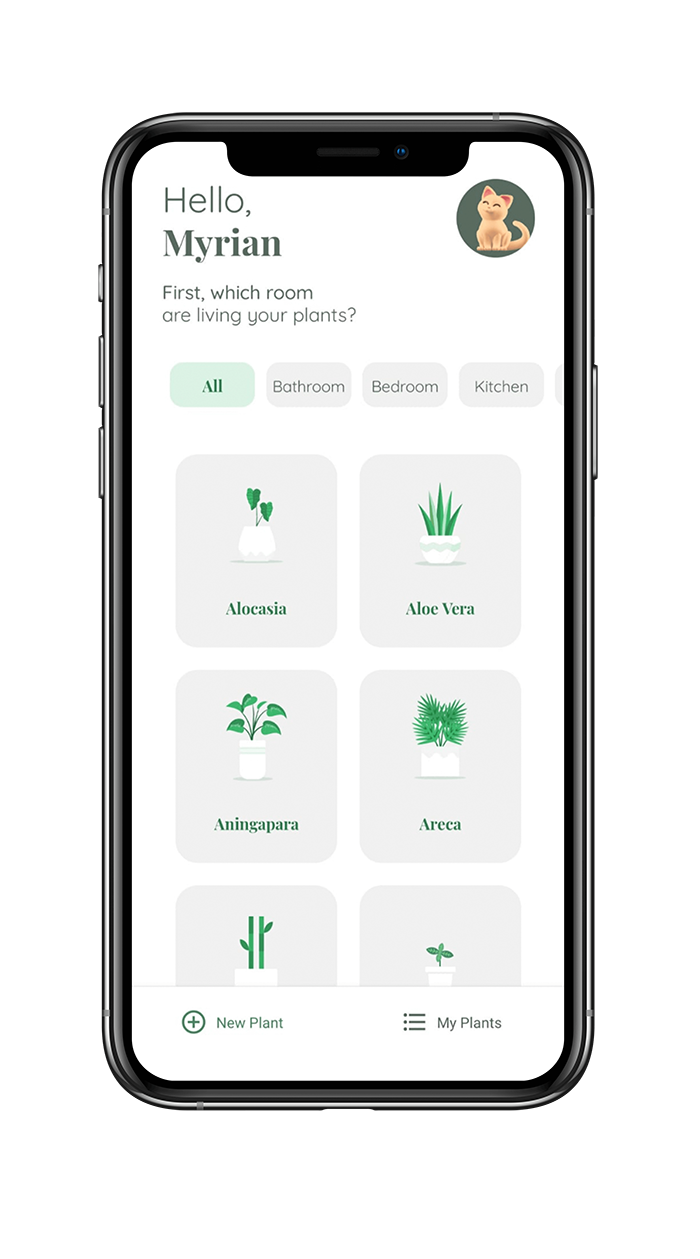 Hello,
Myrian
First, which room
are living your plants?
All
Bathroom
Bedroom
Kitchen
Alocasia
Aloe Vera
Aningapara
Areca
New Plant
My Plants